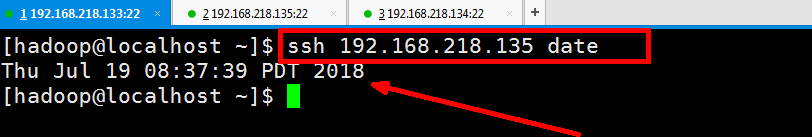 1 192.168.218.133:22 × 2 192.168.218.135:22 × 3 192.168.218.134:22 × +
[hadoop@localhost ~]$ ssh 192.168.218.135 date
Thu Jul 19 08:37:39 PDT 2018
[hadoop@localhost ~]$